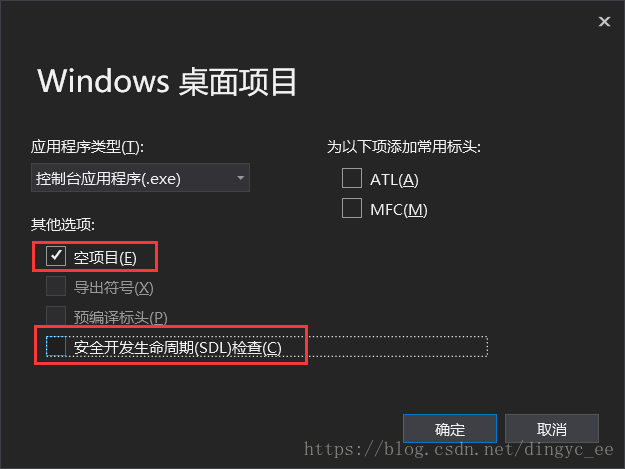 Windows 桌面项目
应用程序类型(T):
控制台应用程序(.exe)
其他选项:
空项目(E)
导出符号(X)
预编译标头(P)
安全开发生命周期(SDL)检查(C)
为以下项添加常用标头:
ATL(A)
MFC(M)
确定
取消
https://blog.csdn.net/dingyc_ee